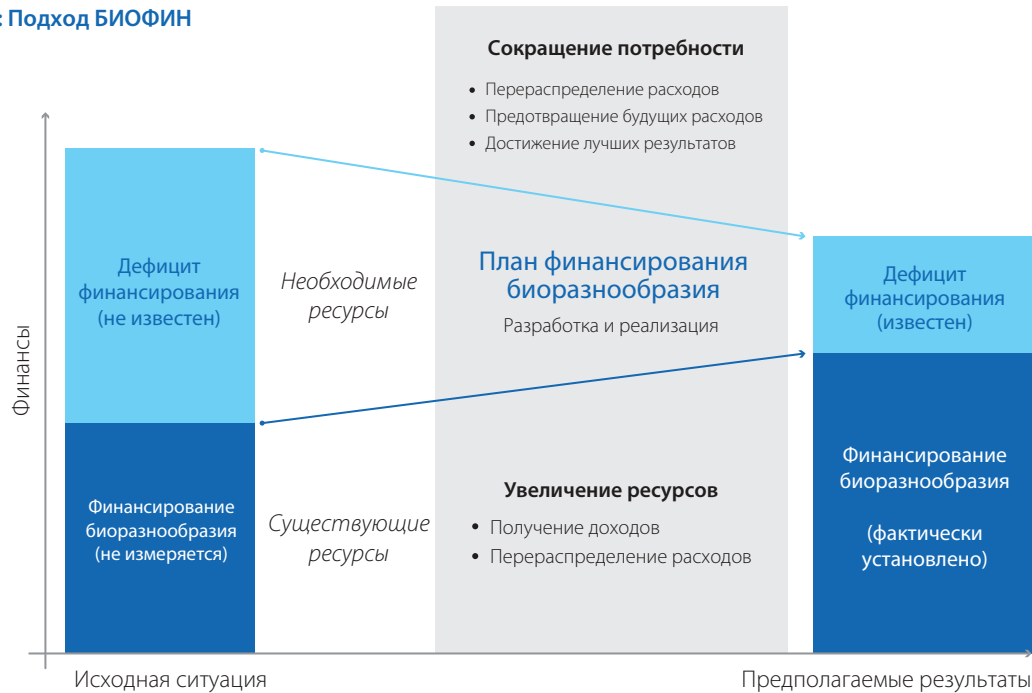 : Подход БИОФИН
Сокращение потребности
• Перераспределение расходов
• Предотвращение будущих расходов
• Достижение лучших результатов
Финансы
Дефицит
финансирования
(не известен)
Необходимые
ресурсы
План финансирования
биоразнообразия
Разработка и реализация
Дефицит
финансирования
(известен)
Финансирование
биоразнообразия
(не измеряется)
Существующие
ресурсы
Увеличение ресурсов
• Получение доходов
• Перераспределение расходов
Финансирование
биоразнообразия
(фактически
установлено)
Исходная ситуация
Предполагаемые результаты